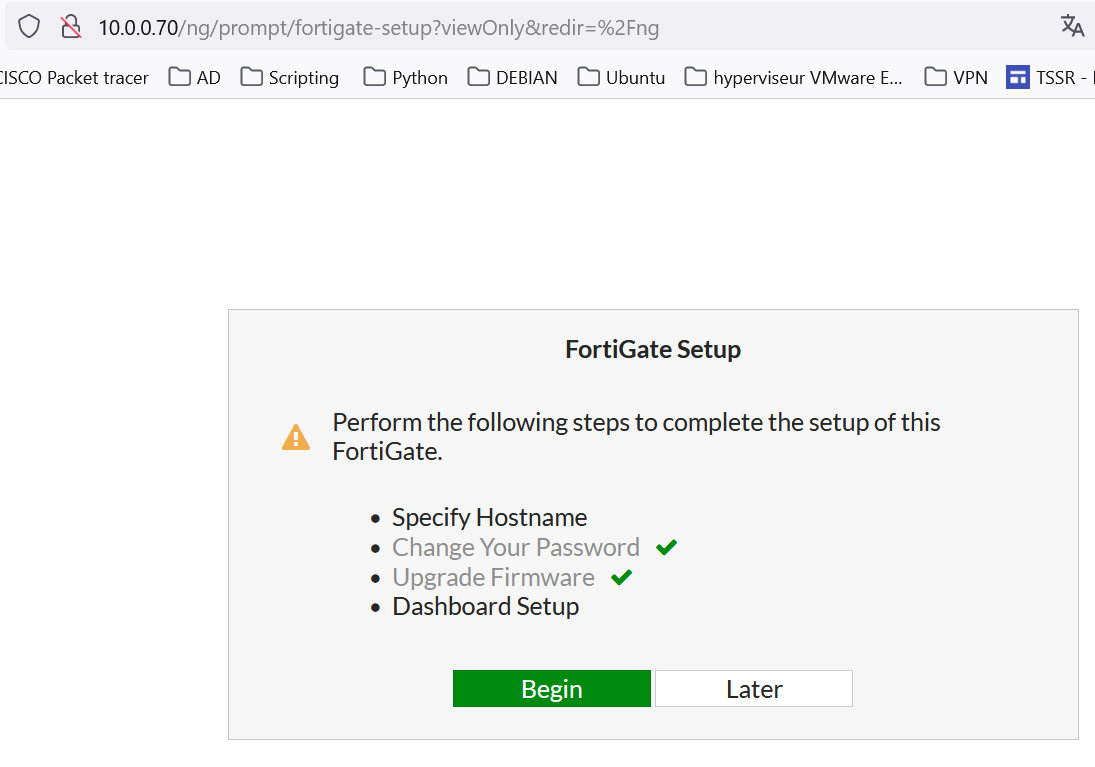 10.0.0.70/ng/prompt/fortigate-setup?viewOnly&redir=%2Fng
CISCO Packet tracer AD Scripting Python DEBIAN Ubuntu hyperviseur VMware E... VPN TSSR -
FortiGate Setup
Perform the following steps to complete the setup of this
FortiGate.
• Specify Hostname
• Change Your Password
• Upgrade Firmware
• Dashboard Setup
Begin Later